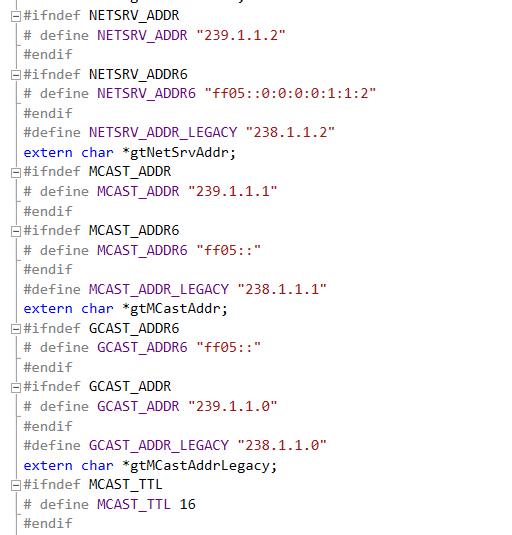 #ifndef NETSRV_ADDR
# define NETSRV_ADDR "239.1.1.2"
#endif
#ifndef NETSRV_ADDR6
# define NETSRV_ADDR6 "ff05::0:0:0:0:1:1:2"
#endif
#define NETSRV_ADDR_LEGACY "238.1.1.2"
extern char *gtNetSrvAddr;
#ifndef MCAST_ADDR
# define MCAST_ADDR "239.1.1.1"
#endif
#ifndef MCAST_ADDR6
# define MCAST_ADDR6 "ff05::"
#endif
#define MCAST_ADDR_LEGACY "238.1.1.1"
extern char *gtMCastAddr;
#ifndef GCAST_ADDR6
# define GCAST_ADDR6 "ff05::"
#endif
#ifndef GCAST_ADDR
# define GCAST_ADDR "239.1.1.0"
#endif
#define GCAST_ADDR_LEGACY "238.1.1.0"
extern char *gtMCastAddrLegacy;
#ifndef MCAST_TTL
# define MCAST_TTL 16
#endif